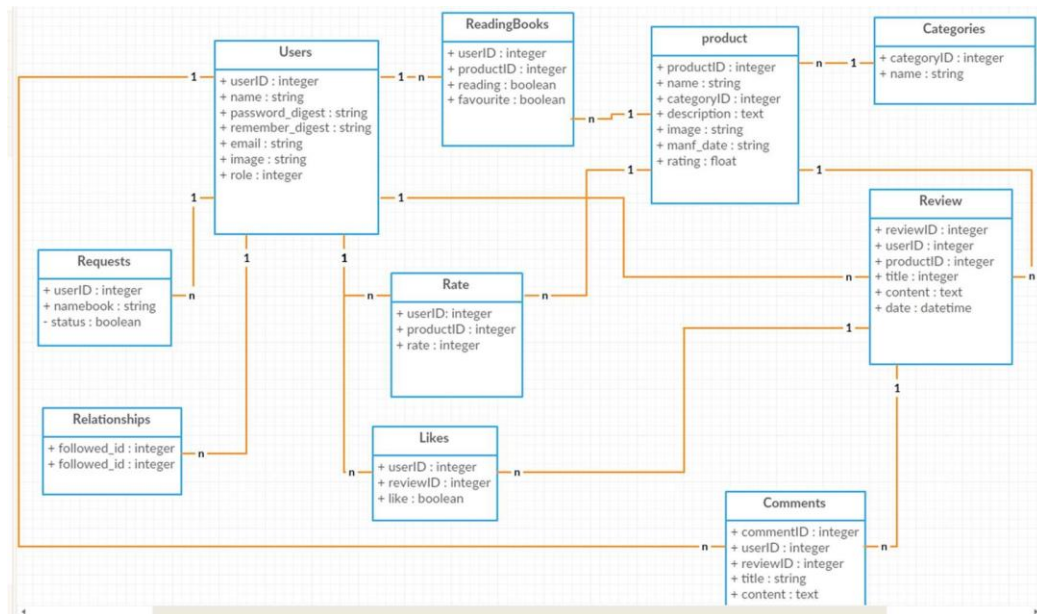 Users
+ userID : integer
+ name : string
+ password_digest : string
+ remember_digest : string
+ email : string
+ image : string
+ role : integer
ReadingBooks
+ userID : integer
+ productID : integer
+ reading : boolean
+ favourite : boolean
product
+ productID : integer
+ name : string
+ categoryID : integer
+ description : text
+ image : string
+ manf_date : string
+ rating : float
Categories
+ categoryID : integer
+ name : string
1
1 n
n 1
n 1
1
1
1
1
1
1
Requests
+ userID : integer
+ namebook : string
- status : boolean
n
Rate
+ userID: integer
+ productID : integer
+ rate : integer
n
n
Review
+ reviewID : integer
+ userID : integer
+ productID : integer
+ title : integer
+ content : text
+ date : datetime
n
n
1
1
Relationships
+ followed_id : integer
+ followed_id : integer
n
Likes
+ userID : integer
+ reviewID : integer
+ like : boolean
n
n
Comments
+ commentID : integer
+ userID : integer
+ reviewID : integer
+ title : string
+ content : text
n
n